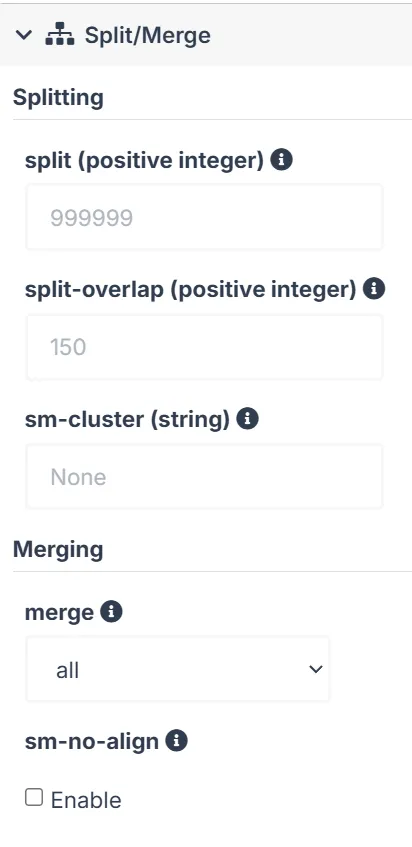 Split/Merge
Splitting
split (positive integer)
999999
split-overlap (positive integer)
150
sm-cluster (string)
None
Merging
merge
all
sm-no-align
Enable